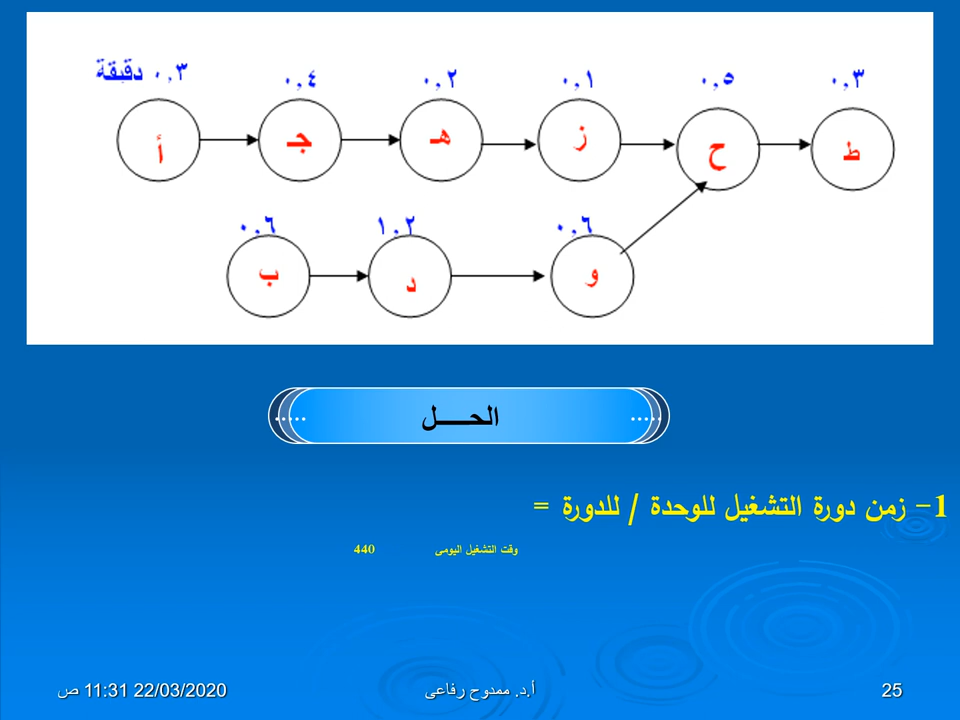 ٠,٣ دقيقة
٠,٤
٠,٢
٠,١
٠,٥
٠,٣
أ
جـ
هـ
ز
ح
ط
٠,٦
١,٢
٠,٦
ب
د
و
..... الحـــــل .....
1- زمن دورة التشغيل للوحدة / للدورة =
وقت التشغيل اليومى 440
22/03/2020 11:31 ص
أ.د. ممدوح رفاعى
25